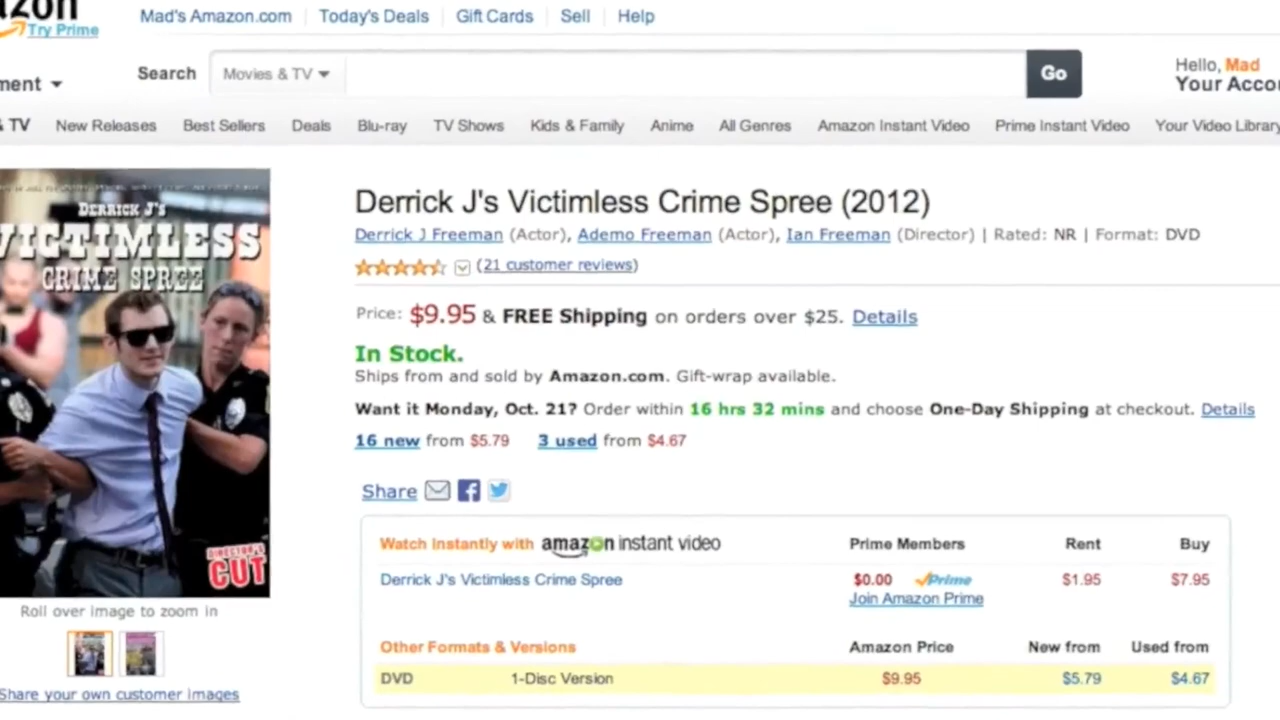 azon
Try Prime
Mad's Amazon.com Today's Deals Gift Cards Sell Help
ment
Search Movies & TV Go
Hello, Mad
Your Accou
& TV New Releases Best Sellers Deals Blu-ray TV Shows Kids & Family Anime All Genres Amazon Instant Video Prime Instant Video Your Video Library
DERRICK J'S
VICTIMLESS
CRIME SPREE
DIRECTOR'S
CUT
Roll over image to zoom in
Share your own customer images
Derrick J's Victimless Crime Spree (2012)
Derrick J Freeman (Actor), Ademo Freeman (Actor), Ian Freeman (Director) | Rated: NR | Format: DVD
(21 customer reviews)
Price: $9.95 & FREE Shipping on orders over $25. Details
In Stock.
Ships from and sold by Amazon.com. Gift-wrap available.
Want it Monday, Oct. 21? Order within 16 hrs 32 mins and choose One-Day Shipping at checkout. Details
16 new from $5.79 3 used from $4.67
Share
Watch Instantly with amazon instant video Prime Members Rent Buy
Derrick J's Victimless Crime Spree $0.00 Prime $1.95 $7.95
Join Amazon Prime
Other Formats & Versions Amazon Price New from Used from
DVD 1-Disc Version $9.95 $5.79 $4.67